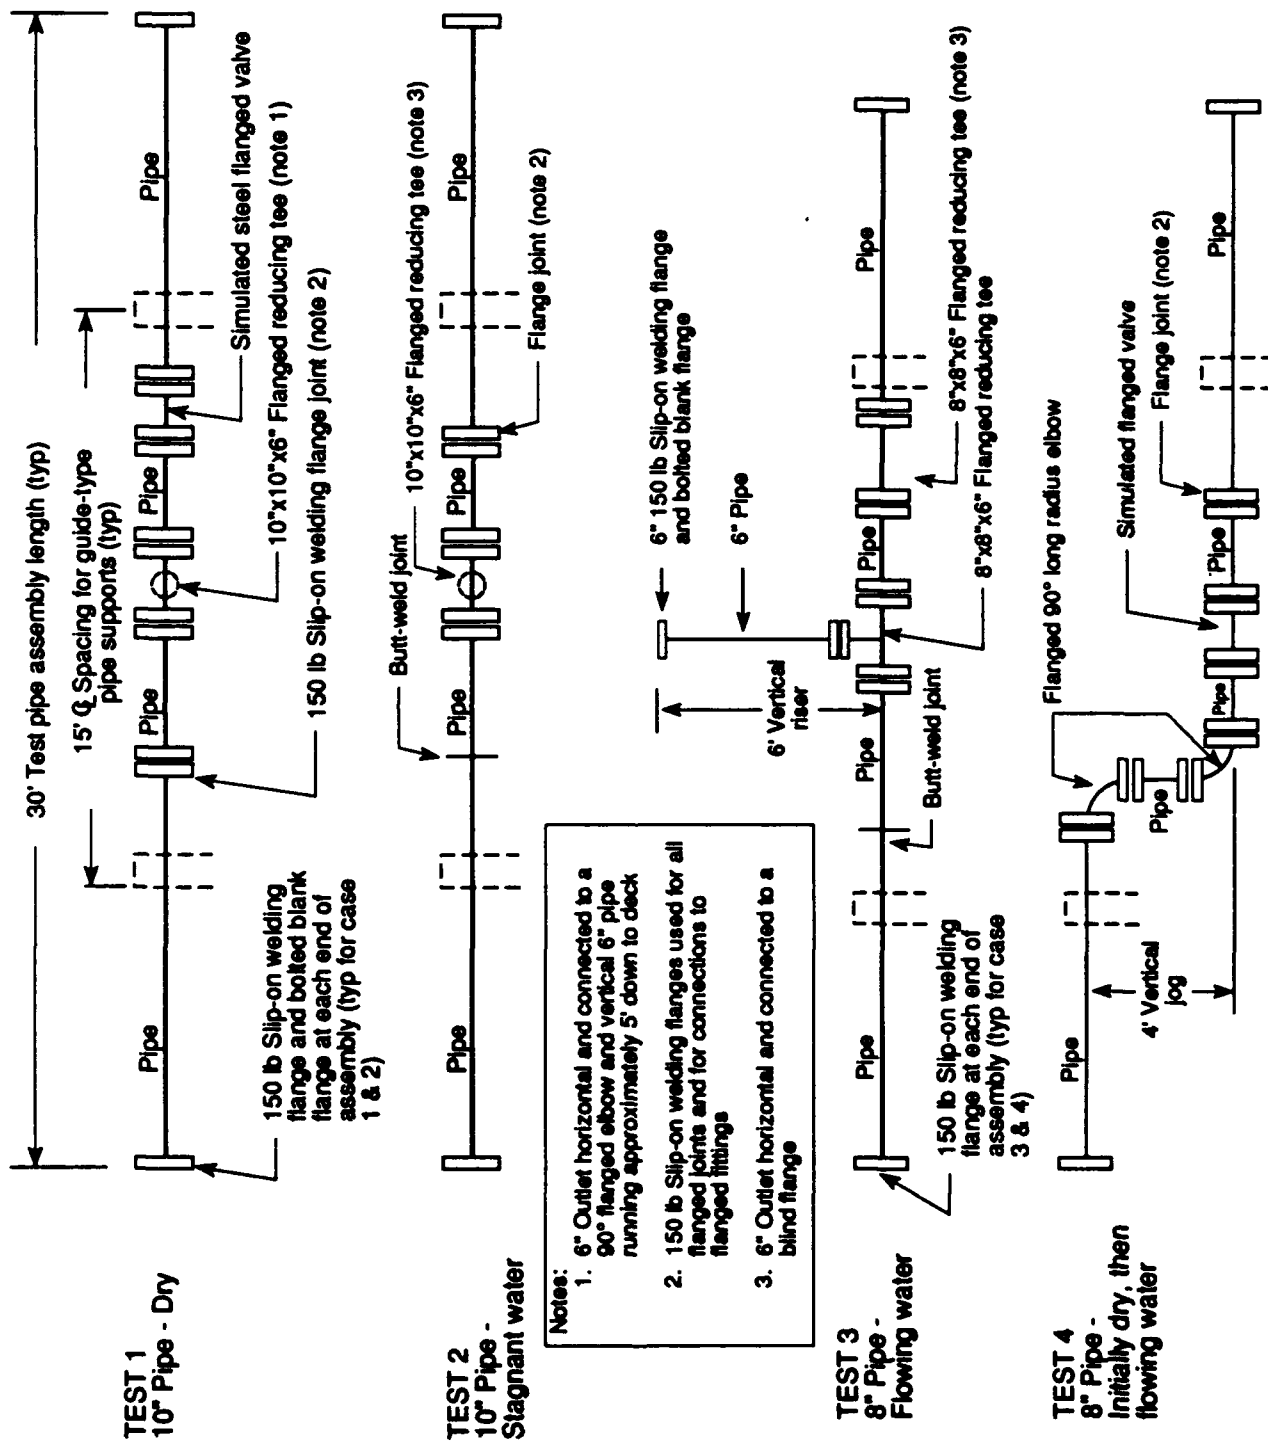 TEST 1
10" Pipe - Dry
30' Test pipe assembly length (typ)
15' ℄ Spacing for guide-type
pipe supports (typ)
Pipe
Pipe
Pipe
Pipe
Simulated steel flanged valve
10"x10"x6" Flanged reducing tee (note 1)
150 lb Slip-on welding flange joint (note 2)
150 lb Slip-on welding
flange and bolted blank
flange at each end of
assembly (typ for case
1 & 2)
TEST 2
10" Pipe -
Stagnant water
Pipe
Pipe
Pipe
Butt-weld joint
10"x10"x6" Flanged reducing tee (note 3)
Flange joint (note 2)
Notes:
1. 6" Outlet horizontal and connected to a
90° flanged elbow and vertical 6" pipe
running approximately 5' down to deck
2. 150 lb Slip-on welding flanges used for all
flanged joints and for connections to
flanged fittings
3. 6" Outlet horizontal and connected to a
blind flange
TEST 3
8" Pipe -
Flowing water
6" 150 lb Slip-on welding flange
and bolted blank flange
6" Pipe
6' Vertical
riser
Pipe
Pipe
Pipe
Pipe
8"x8"x6" Flanged reducing tee (note 3)
8"x8"x6" Flanged reducing tee
Butt-weld joint
150 lb Slip-on welding
flange at each end of
assembly (typ for case
3 & 4)
TEST 4
8" Pipe -
Initially dry, then
flowing water
Flanged 90° long radius elbow
Simulated flanged valve
Flange joint (note 2)
Pipe
Pipe
Pipe
Pipe
Pipe
4' Vertical
jog